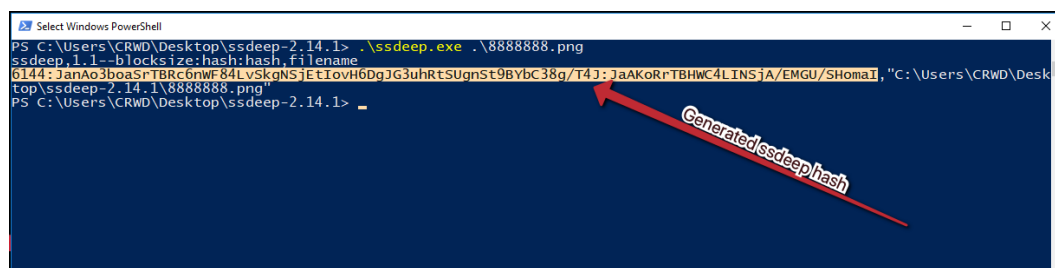 Select Windows PowerShell
PS C:\Users\CRWD\Desktop\ssdeep-2.14.1> .\ssdeep.exe .\8888888.png
ssdeep,1.1--blocksize:hash:hash,filename
6144:JanAo3boaSrTBRc6nWF84LvSkgNSjEtIovH6DgJG3uhRtSUgnSt9BYbC38g/T4J:JaAKoRrTBHWC4LINSjA/EMGU/SHomaI,"C:\Users\CRWD\Desk
top\ssdeep-2.14.1\8888888.png"
PS C:\Users\CRWD\Desktop\ssdeep-2.14.1>
Generated ssdeep hash